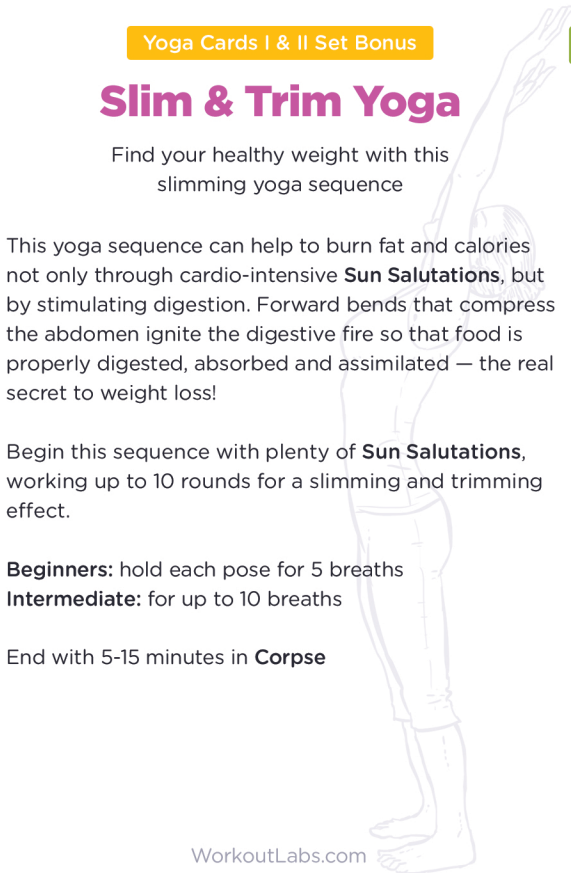 Yoga Cards I & II Set Bonus
Slim & Trim Yoga
Find your healthy weight with this
slimming yoga sequence
This yoga sequence can help to burn fat and calories
not only through cardio-intensive Sun Salutations, but
by stimulating digestion. Forward bends that compress
the abdomen ignite the digestive fire so that food is
properly digested, absorbed and assimilated — the real
secret to weight loss!
Begin this sequence with plenty of Sun Salutations,
working up to 10 rounds for a slimming and trimming
effect.
Beginners: hold each pose for 5 breaths
Intermediate: for up to 10 breaths
End with 5-15 minutes in Corpse
WorkoutLabs.com